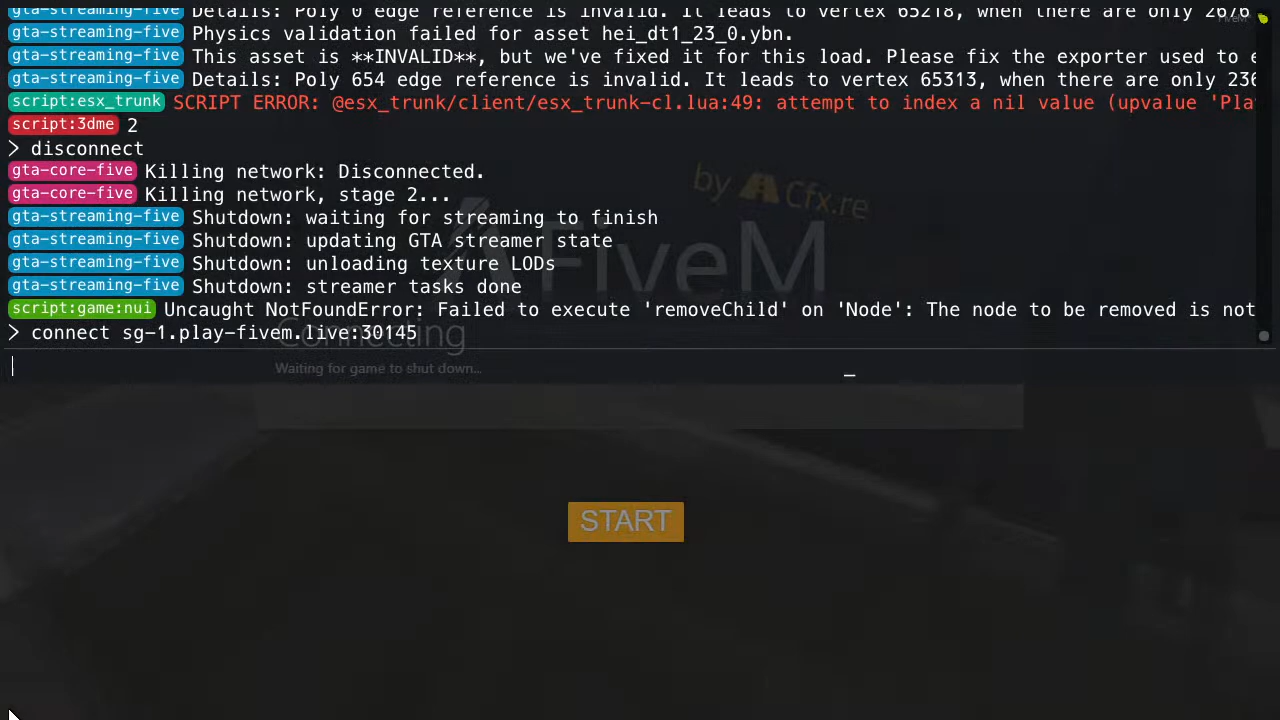 gta-streaming-five Details: Poly 0 edge reference is invalid. It leads to vertex 65218, when there are only 2676
FiveM
gta-streaming-five Physics validation failed for asset hei_dt1_23_0.ybn.
gta-streaming-five This asset is **INVALID**, but we've fixed it for this load. Please fix the exporter used to e
gta-streaming-five Details: Poly 654 edge reference is invalid. It leads to vertex 65313, when there are only 236
script:esx_trunk SCRIPT ERROR: @esx_trunk/client/esx_trunk-cl.lua:49: attempt to index a nil value (upvalue 'Pla
script:3dme 2
> disconnect
gta-core-five Killing network: Disconnected.
gta-core-five Killing network, stage 2...
by Cfx.re
gta-streaming-five Shutdown: waiting for streaming to finish
gta-streaming-five Shutdown: updating GTA streamer state
FiveM
gta-streaming-five Shutdown: unloading texture LODs
gta-streaming-five Shutdown: streamer tasks done
script:game:nui Uncaught NotFoundError: Failed to execute 'removeChild' on 'Node': The node to be removed is not
> connect sg-1.play-fivem.live:30145
Connecting
Waiting for game to shut down...
_
START